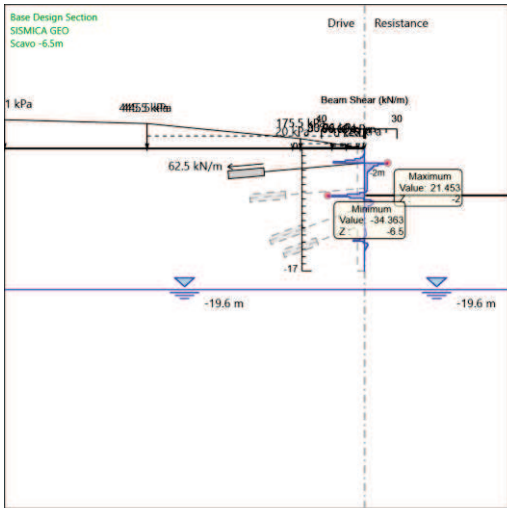 Base Design Section
SISMICA GEO
Scavo -6.5m
Drive
Resistance
Beam Shear (kN/m)
40
30
1 kPa
175.5 kPa
20 kPa
62.5 kN/m
-2m
Maximum
Value: 21.453
Z : -2
Minimum
Value: -34.363
Z : -6.5
-17
-19.6 m
-19.6 m